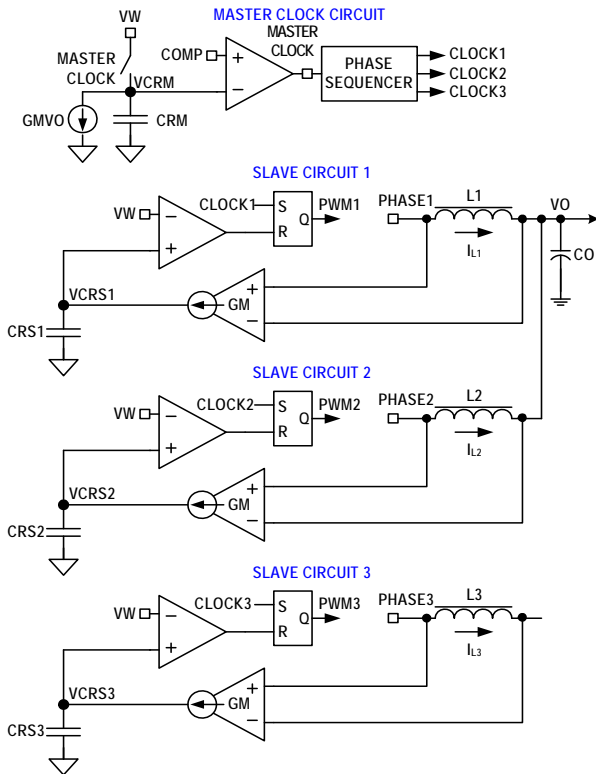 MASTER CLOCK CIRCUIT
VW
MASTER
CLOCK
VCRM
GMVO
CRM
COMP
+
−
MASTER
CLOCK
PHASE
SEQUENCER
CLOCK1
CLOCK2
CLOCK3
SLAVE CIRCUIT 1
VW
−
+
CLOCK1
S
R
Q
PWM1
PHASE1
L1
IL1
VO
CO
VCRS1
CRS1
GM
+
−
SLAVE CIRCUIT 2
VW
−
+
CLOCK2
S
R
Q
PWM2
PHASE2
L2
IL2
VCRS2
CRS2
GM
+
−
SLAVE CIRCUIT 3
VW
−
+
CLOCK3
S
R
Q
PWM3
PHASE3
L3
IL3
VCRS3
CRS3
GM
+
−